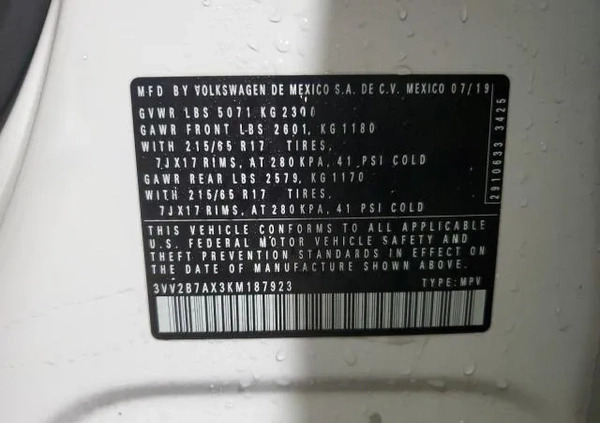 MFD BY VOLKSWAGEN DE MEXICO S.A. DE C.V. MEXICO 07/19
GVWR LBS 5071 KG 2300
GAWR FRONT LBS 2601, KG 1180
WITH 215/65 R17 TIRES,
7JX17 RIMS, AT 280 KPA, 41 PSI COLD
GAWR REAR LBS 2579, KG 1170
WITH 215/65 R17 TIRES,
7JX17 RIMS, AT 280 KPA, 41 PSI COLD
2910633 3425
THIS VEHICLE CONFORMS TO ALL APPLICABLE
U.S. FEDERAL MOTOR VEHICLE SAFETY AND
THEFT PREVENTION STANDARDS IN EFFECT ON
THE DATE OF MANUFACTURE SHOWN ABOVE.
3VV2B7AX3KM187923 TYPE: MPV